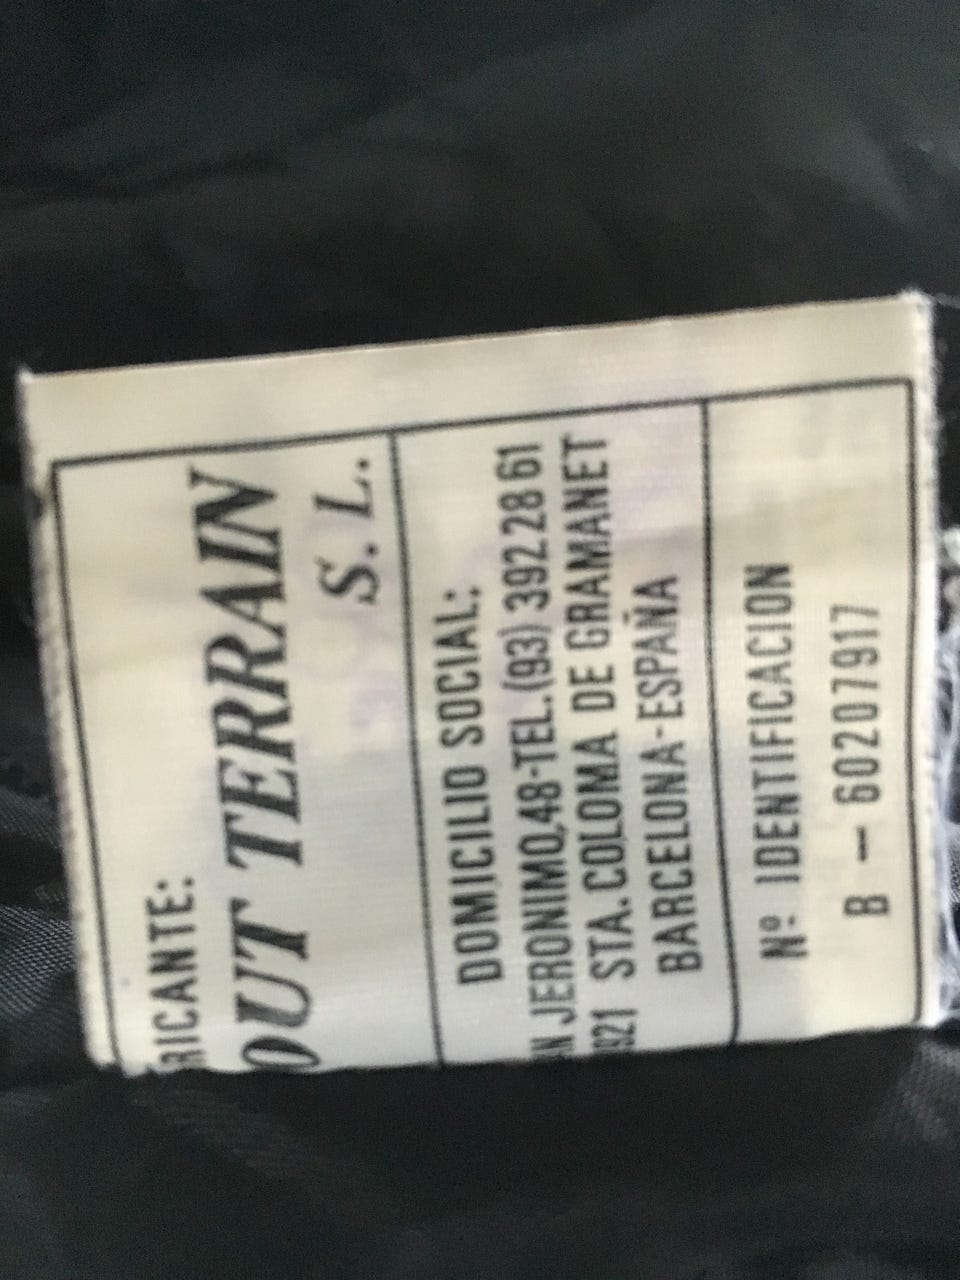 RICANTE:
OUT TERRAIN
S. L.
DOMICILIO SOCIAL:
AN JERONIMO,48-TEL.(93) 392 28 61
921 STA. COLOMA DE GRAMANET
BARCELONA-ESPAÑA
Nº IDENTIFICACION
B - 60207917